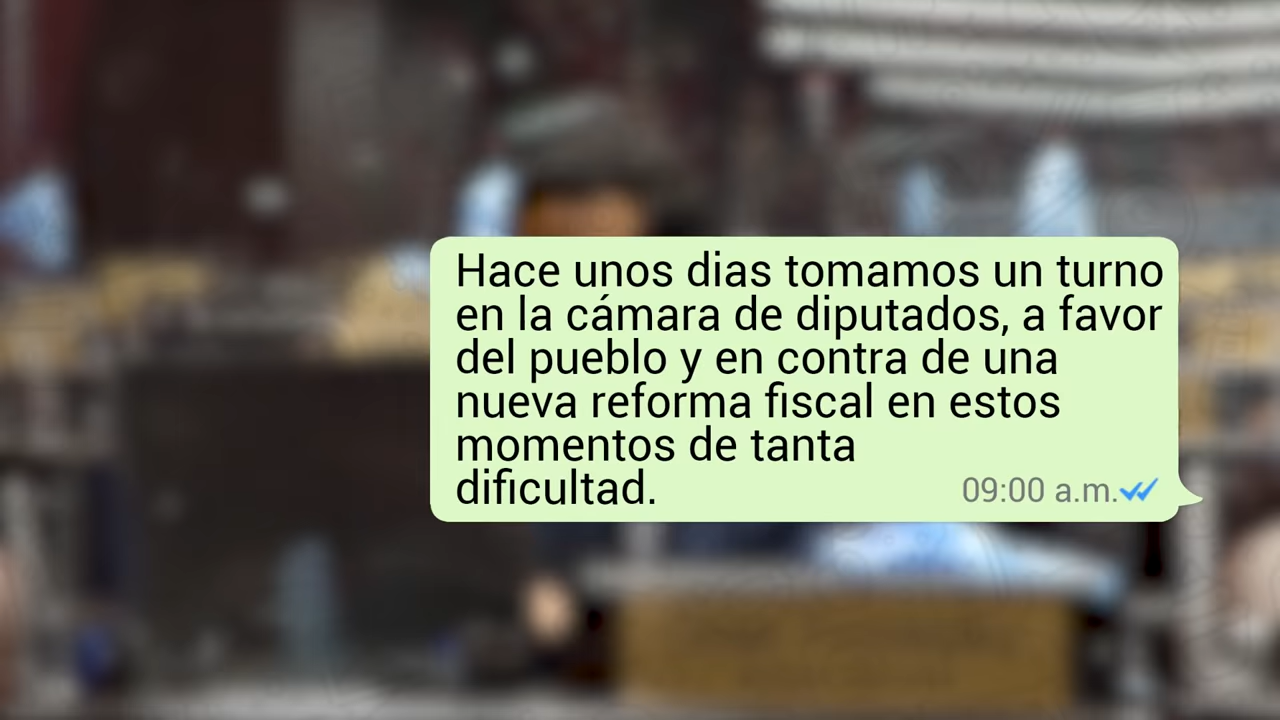 Hace unos dias tomamos un turno
en la cámara de diputados, a favor
del pueblo y en contra de una
nueva reforma fiscal en estos
momentos de tanta
dificultad.
09:00 a.m.